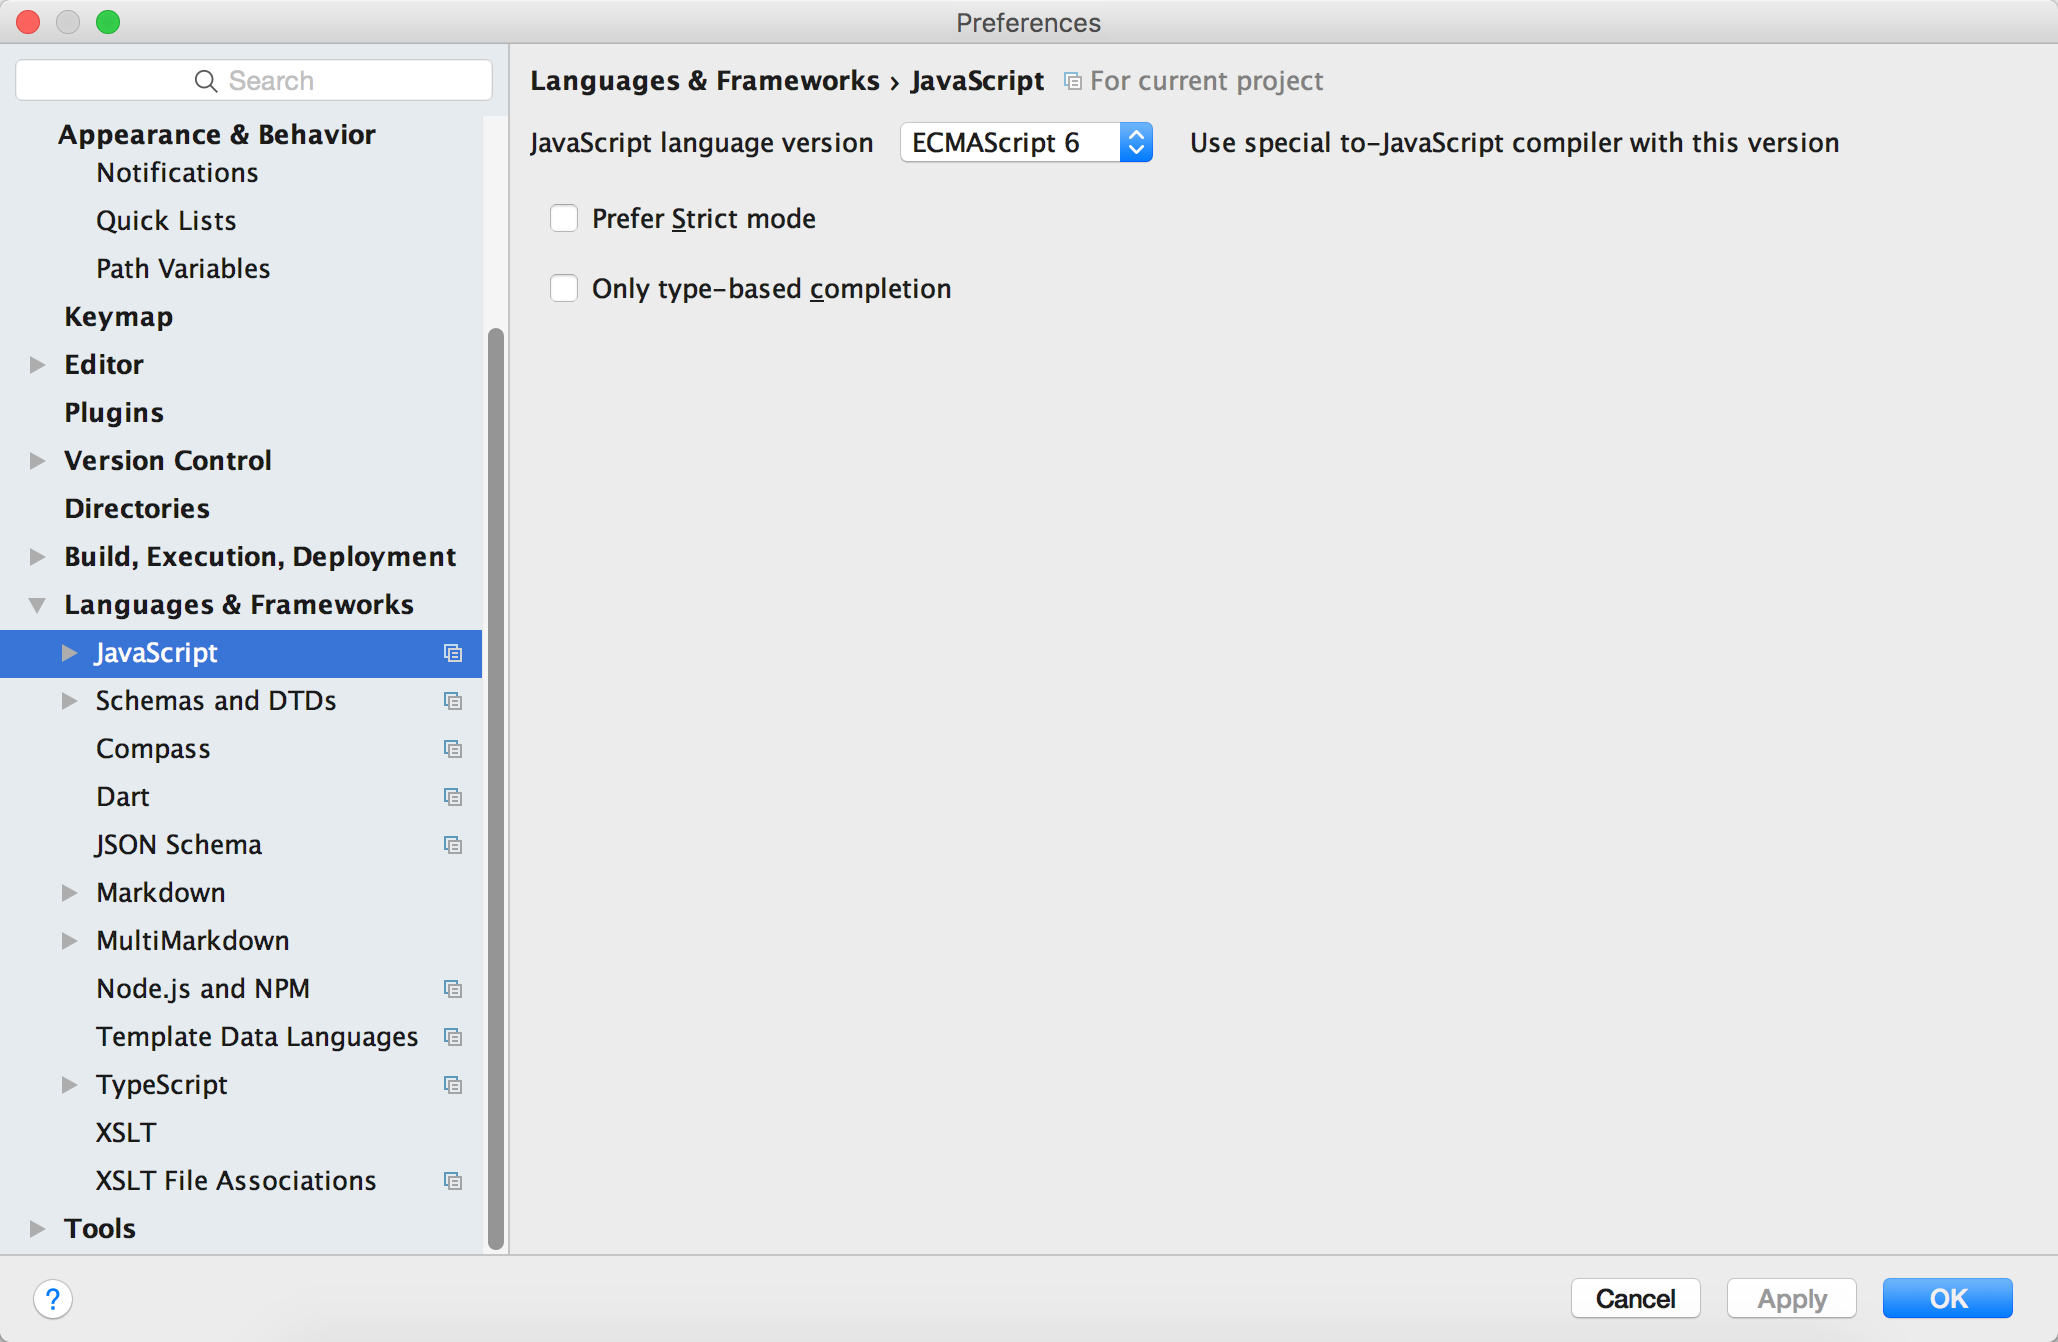 Preferences
Search
Appearance & Behavior
Notifications
Quick Lists
Path Variables
Keymap
Editor
Plugins
Version Control
Directories
Build, Execution, Deployment
Languages & Frameworks
JavaScript
Schemas and DTDs
Compass
Dart
JSON Schema
Markdown
MultiMarkdown
Node.js and NPM
Template Data Languages
TypeScript
XSLT
XSLT File Associations
Tools
Languages & Frameworks › JavaScript For current project
JavaScript language version ECMAScript 6 Use special to-JavaScript compiler with this version
Prefer Strict mode
Only type-based completion
? Cancel Apply OK